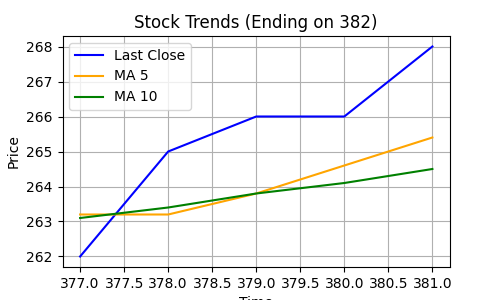 Stock Trends (Ending on 382)
Last Close
MA 5
MA 10
Price
268
267
266
265
264
263
262
377.0 377.5 378.0 378.5 379.0 379.5 380.0 380.5 381.0
Time